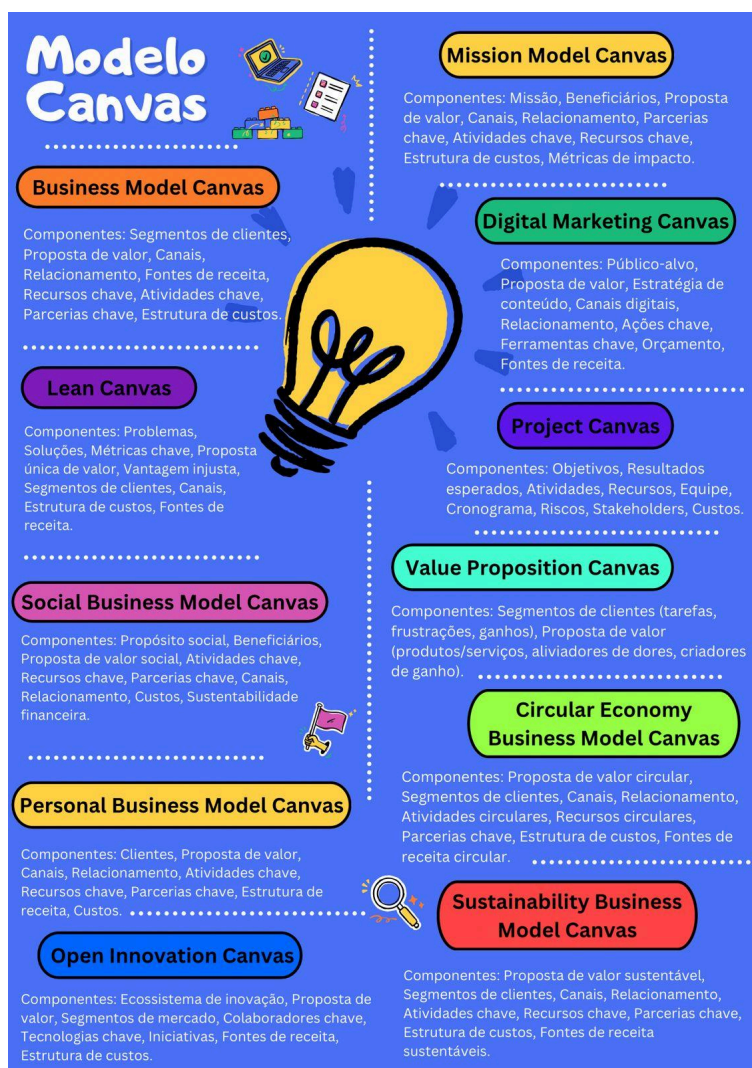 Modelo
Canvas
Business Model Canvas
Componentes: Segmentos de clientes,
Proposta de valor, Canais,
Relacionamento, Fontes de receita,
Recursos chave, Atividades chave,
Parcerias chave, Estrutura de custos.
Lean Canvas
Componentes: Problemas,
Soluções, Métricas chave, Proposta
única de valor, Vantagem injusta,
Segmentos de clientes, Canais,
Estrutura de custos, Fontes de
receita.
Social Business Model Canvas
Componentes: Propósito social, Beneficiários,
Proposta de valor social, Atividades chave,
Recursos chave, Parcerias chave, Canais,
Relacionamento, Custos, Sustentabilidade
financeira.
Personal Business Model Canvas
Componentes: Clientes, Proposta de valor,
Canais, Relacionamento, Atividades chave,
Recursos chave, Parcerias chave, Estrutura de
receita, Custos.
Open Innovation Canvas
Componentes: Ecossistema de inovação, Proposta de
valor, Segmentos de mercado, Colaboradores chave,
Tecnologias chave, Iniciativas, Fontes de receita,
Estrutura de custos.
Mission Model Canvas
Componentes: Missão, Beneficiários, Proposta
de valor, Canais, Relacionamento, Parcerias
chave, Atividades chave, Recursos chave,
Estrutura de custos, Métricas de impacto.
Digital Marketing Canvas
Componentes: Público-alvo,
Proposta de valor, Estratégia de
conteúdo, Canais digitais,
Relacionamento, Ações chave,
Ferramentas chave, Orçamento,
Fontes de receita.
Project Canvas
Componentes: Objetivos, Resultados
esperados, Atividades, Recursos, Equipe,
Cronograma, Riscos, Stakeholders, Custos.
Value Proposition Canvas
Componentes: Segmentos de clientes (tarefas,
frustrações, ganhos), Proposta de valor
(produtos/serviços, aliviadores de dores, criadores
de ganho).
Circular Economy
Business Model Canvas
Componentes: Proposta de valor circular,
Segmentos de clientes, Canais, Relacionamento,
Atividades circulares, Recursos circulares,
Parcerias chave, Estrutura de custos, Fontes de
receita circular.
Sustainability Business
Model Canvas
Componentes: Proposta de valor sustentável,
Segmentos de clientes, Canais, Relacionamento,
Atividades chave, Recursos chave, Parcerias chave,
Estrutura de custos, Fontes de receita
sustentáveis.